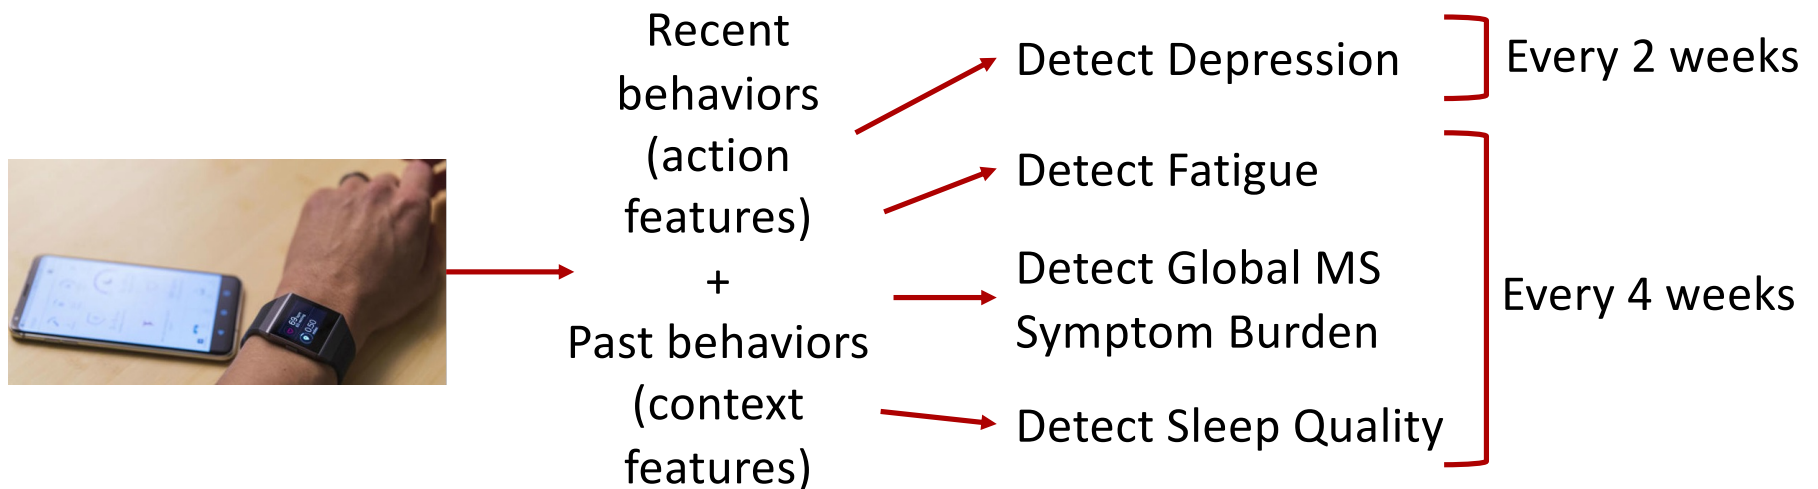 Recent
behaviors
(action
features)
+
Past behaviors
(context
features)
Detect Depression
Detect Fatigue
Detect Global MS
Symptom Burden
Detect Sleep Quality
Every 2 weeks
Every 4 weeks